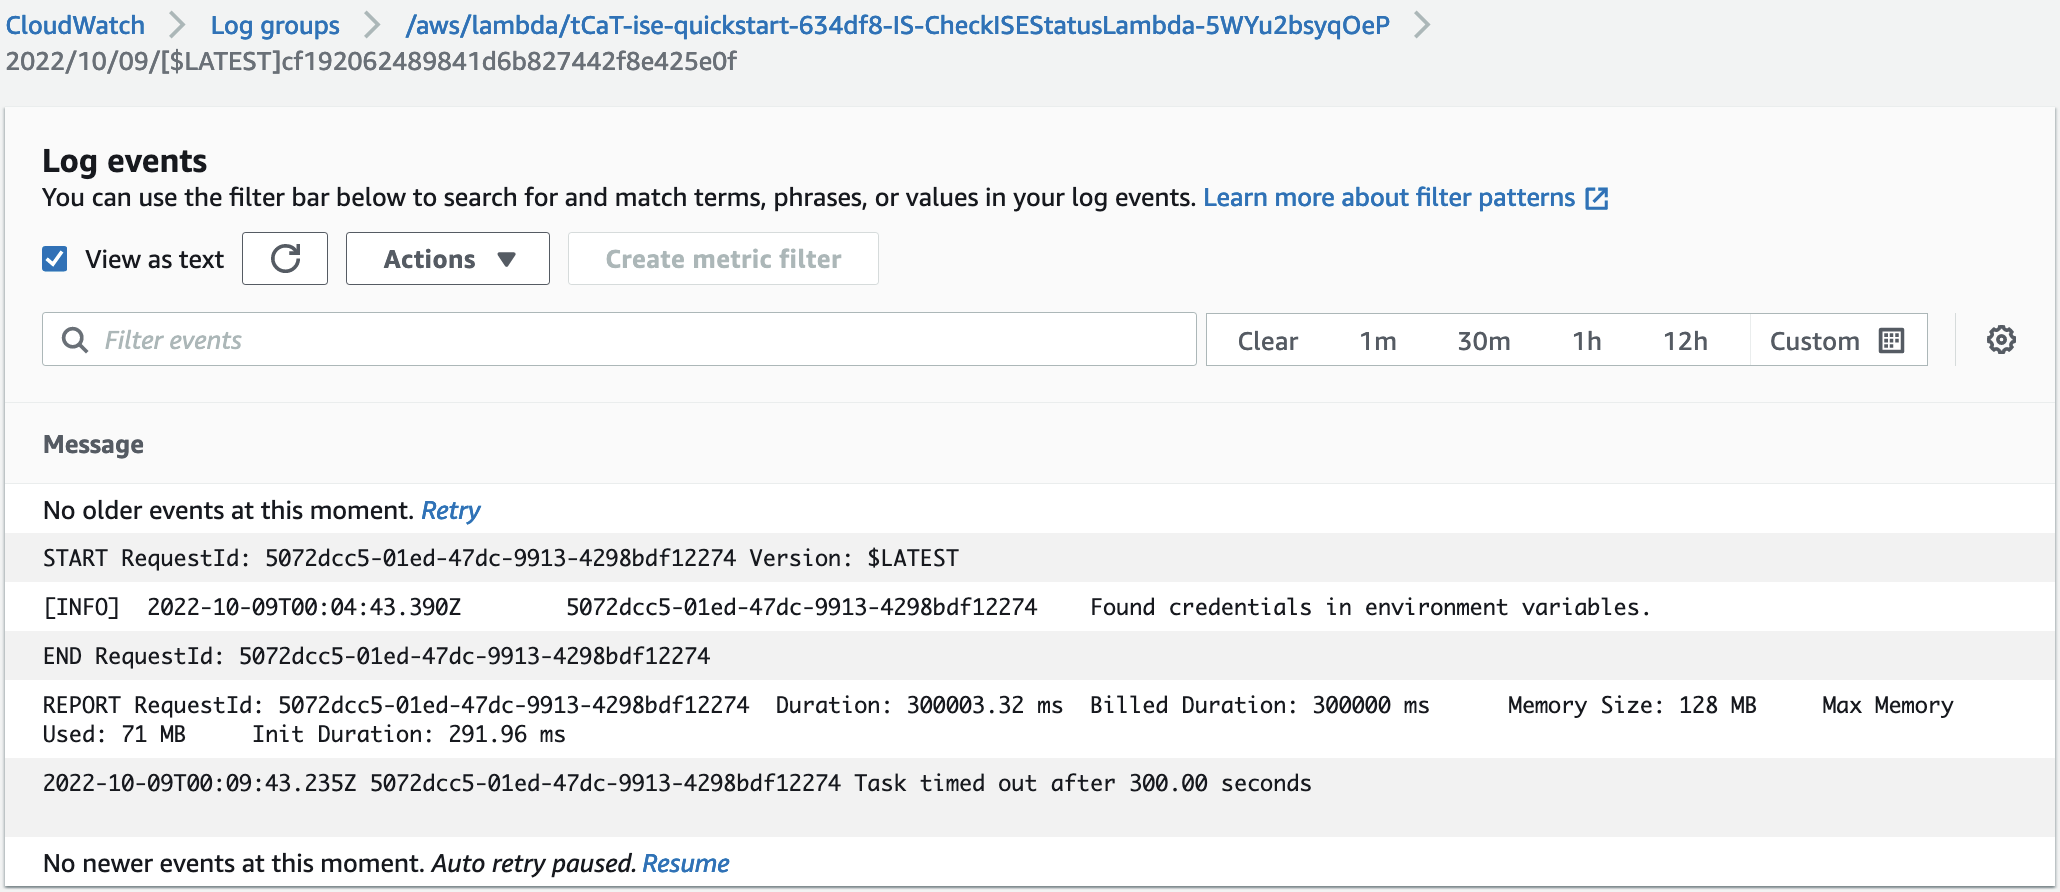 CloudWatch > Log groups > /aws/lambda/tCaT-ise-quickstart-634df8-IS-CheckISEStatusLambda-5WYu2bsyqOeP >
2022/10/09/[$LATEST]cf192062489841d6b827442f8e425e0f
Log events
You can use the filter bar below to search for and match terms, phrases, or values in your log events. Learn more about filter patterns
View as text Actions Create metric filter
Filter events Clear 1m 30m 1h 12h Custom
Message
No older events at this moment. Retry
START RequestId: 5072dcc5-01ed-47dc-9913-4298bdf12274 Version: $LATEST
[INFO] 2022-10-09T00:04:43.390Z 5072dcc5-01ed-47dc-9913-4298bdf12274 Found credentials in environment variables.
END RequestId: 5072dcc5-01ed-47dc-9913-4298bdf12274
REPORT RequestId: 5072dcc5-01ed-47dc-9913-4298bdf12274 Duration: 300003.32 ms Billed Duration: 300000 ms Memory Size: 128 MB Max Memory
Used: 71 MB Init Duration: 291.96 ms
2022-10-09T00:09:43.235Z 5072dcc5-01ed-47dc-9913-4298bdf12274 Task timed out after 300.00 seconds
No newer events at this moment. Auto retry paused. Resume